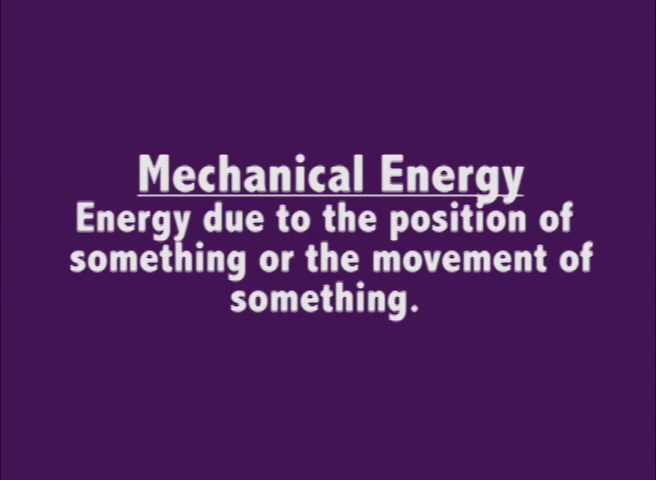 Mechanical Energy
Energy due to the position of
something or the movement of
something.